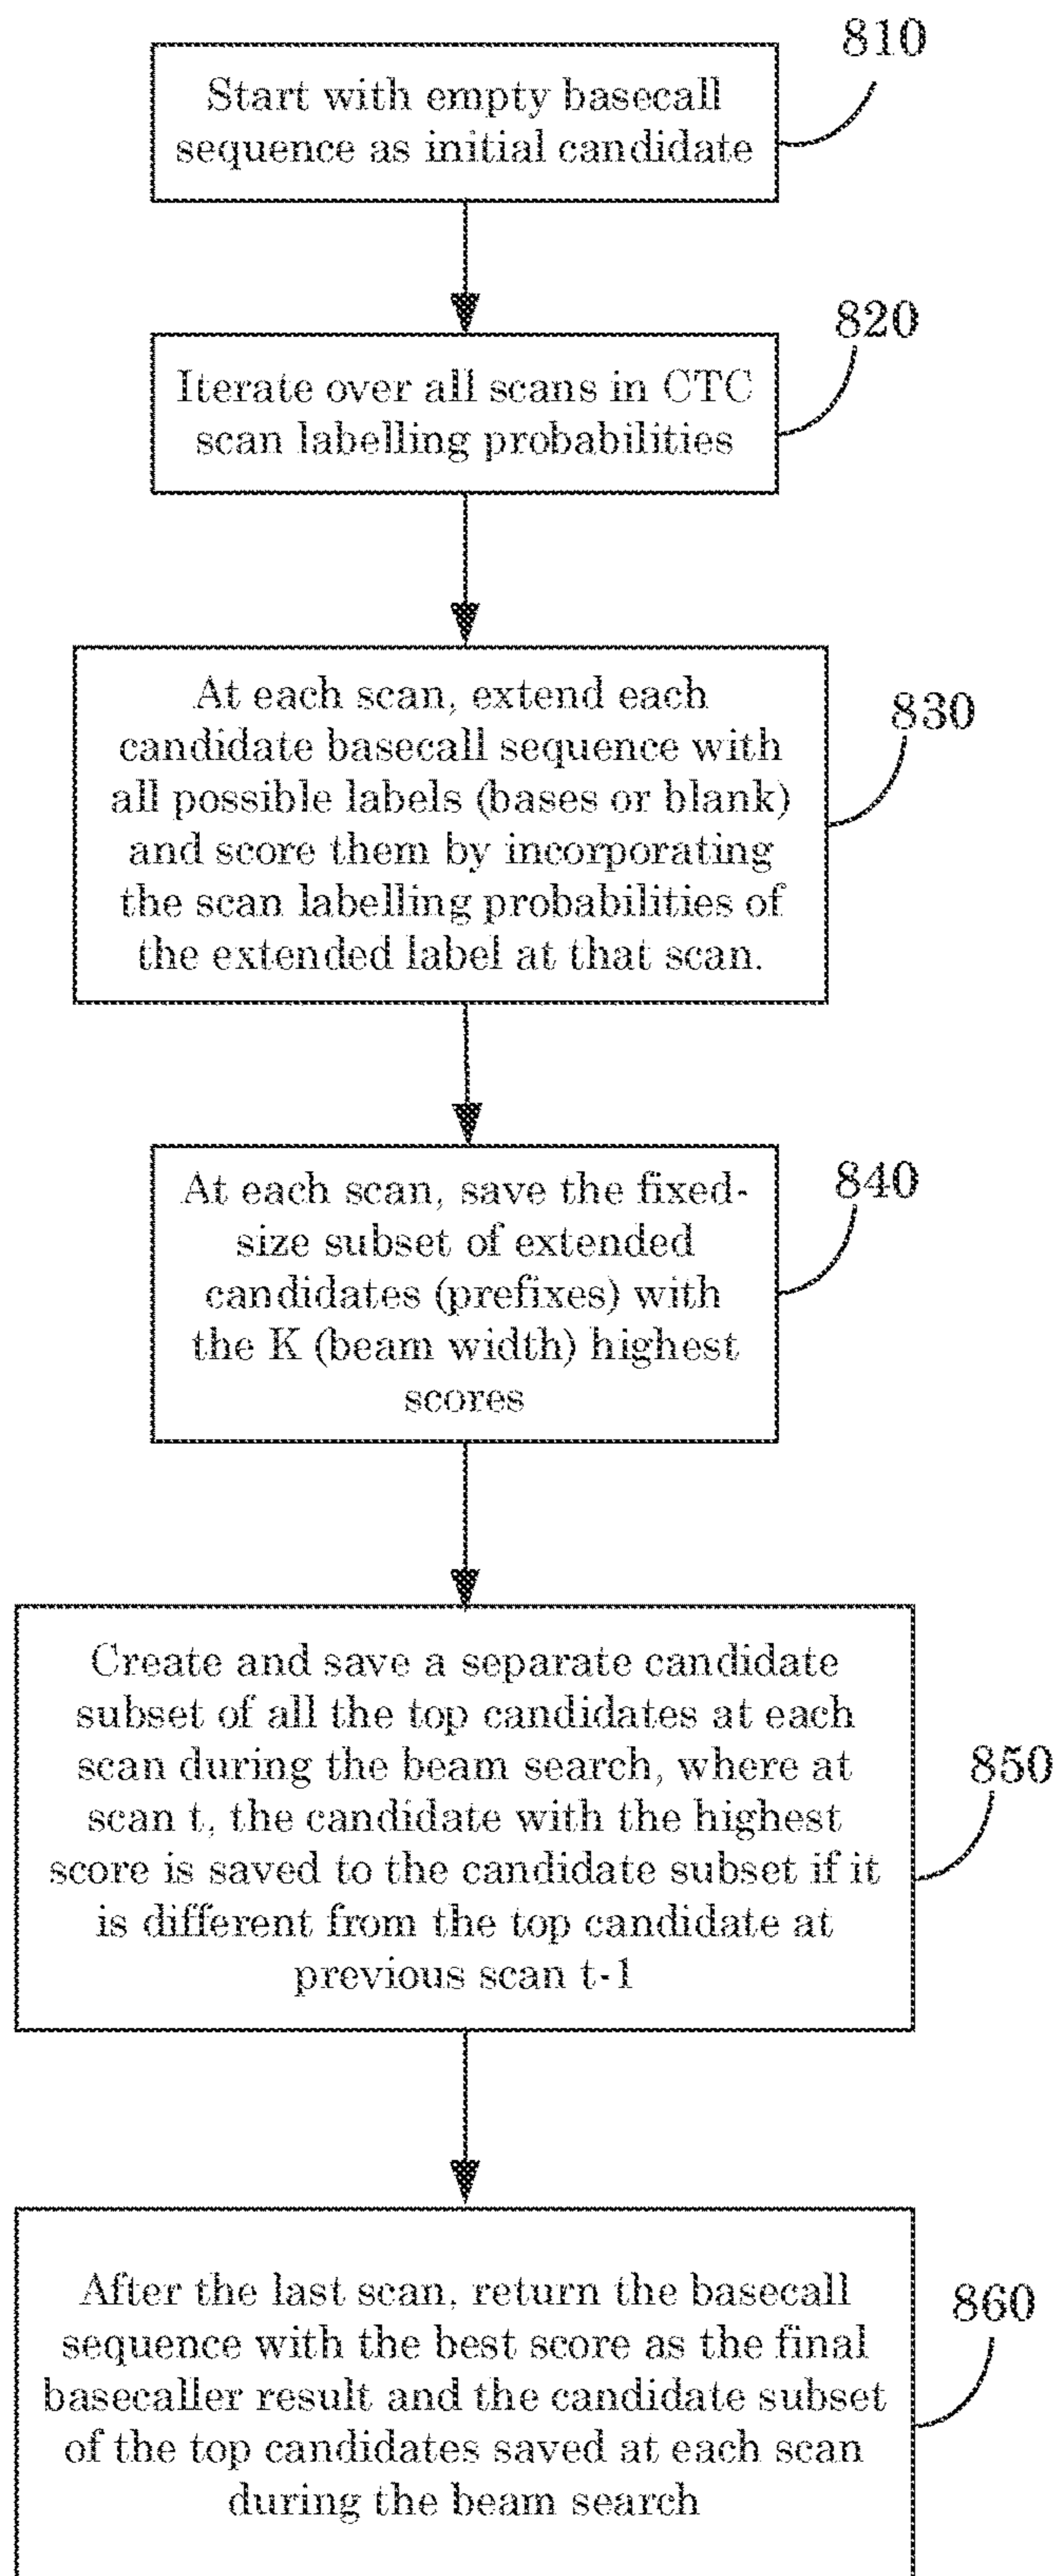 810
Start with empty basecall
sequence as initial candidate
820
Iterate over all scans in CTC
scan labelling probabilities
830
At each scan, extend each
candidate basecall sequence with
all possible labels (bases or blank)
and score them by incorporating
the scan labelling probabilities of
the extended label at that scan.
840
At each scan, save the fixed-
size subset of extended
candidates (prefixes) with
the K (beam width) highest
scores
850
Create and save a separate candidate
subset of all the top candidates at each
scan during the beam search, where at
scan t, the candidate with the highest
score is saved to the candidate subset if it
is different from the top candidate at
previous scan t-1
860
After the last scan, return the basecall
sequence with the best score as the final
basecaller result and the candidate subset
of the top candidates saved at each scan
during the beam search